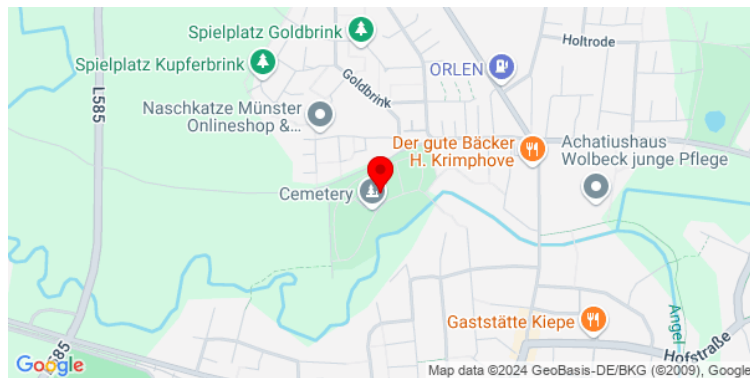 Spielplatz Goldbrink
Holtrode
Spielplatz Kupferbrink
ORLEN
L585
Goldbrink
Naschkatze Münster
Onlineshop &...
Der gute Bäcker
H. Krimphove
Achatiushaus
Wolbeck junge Pflege
Cemetery
Angel
Gaststätte Kiepe
Hofstraße
L585
Google
Map data ©2024 GeoBasis-DE/BKG (©2009), Google